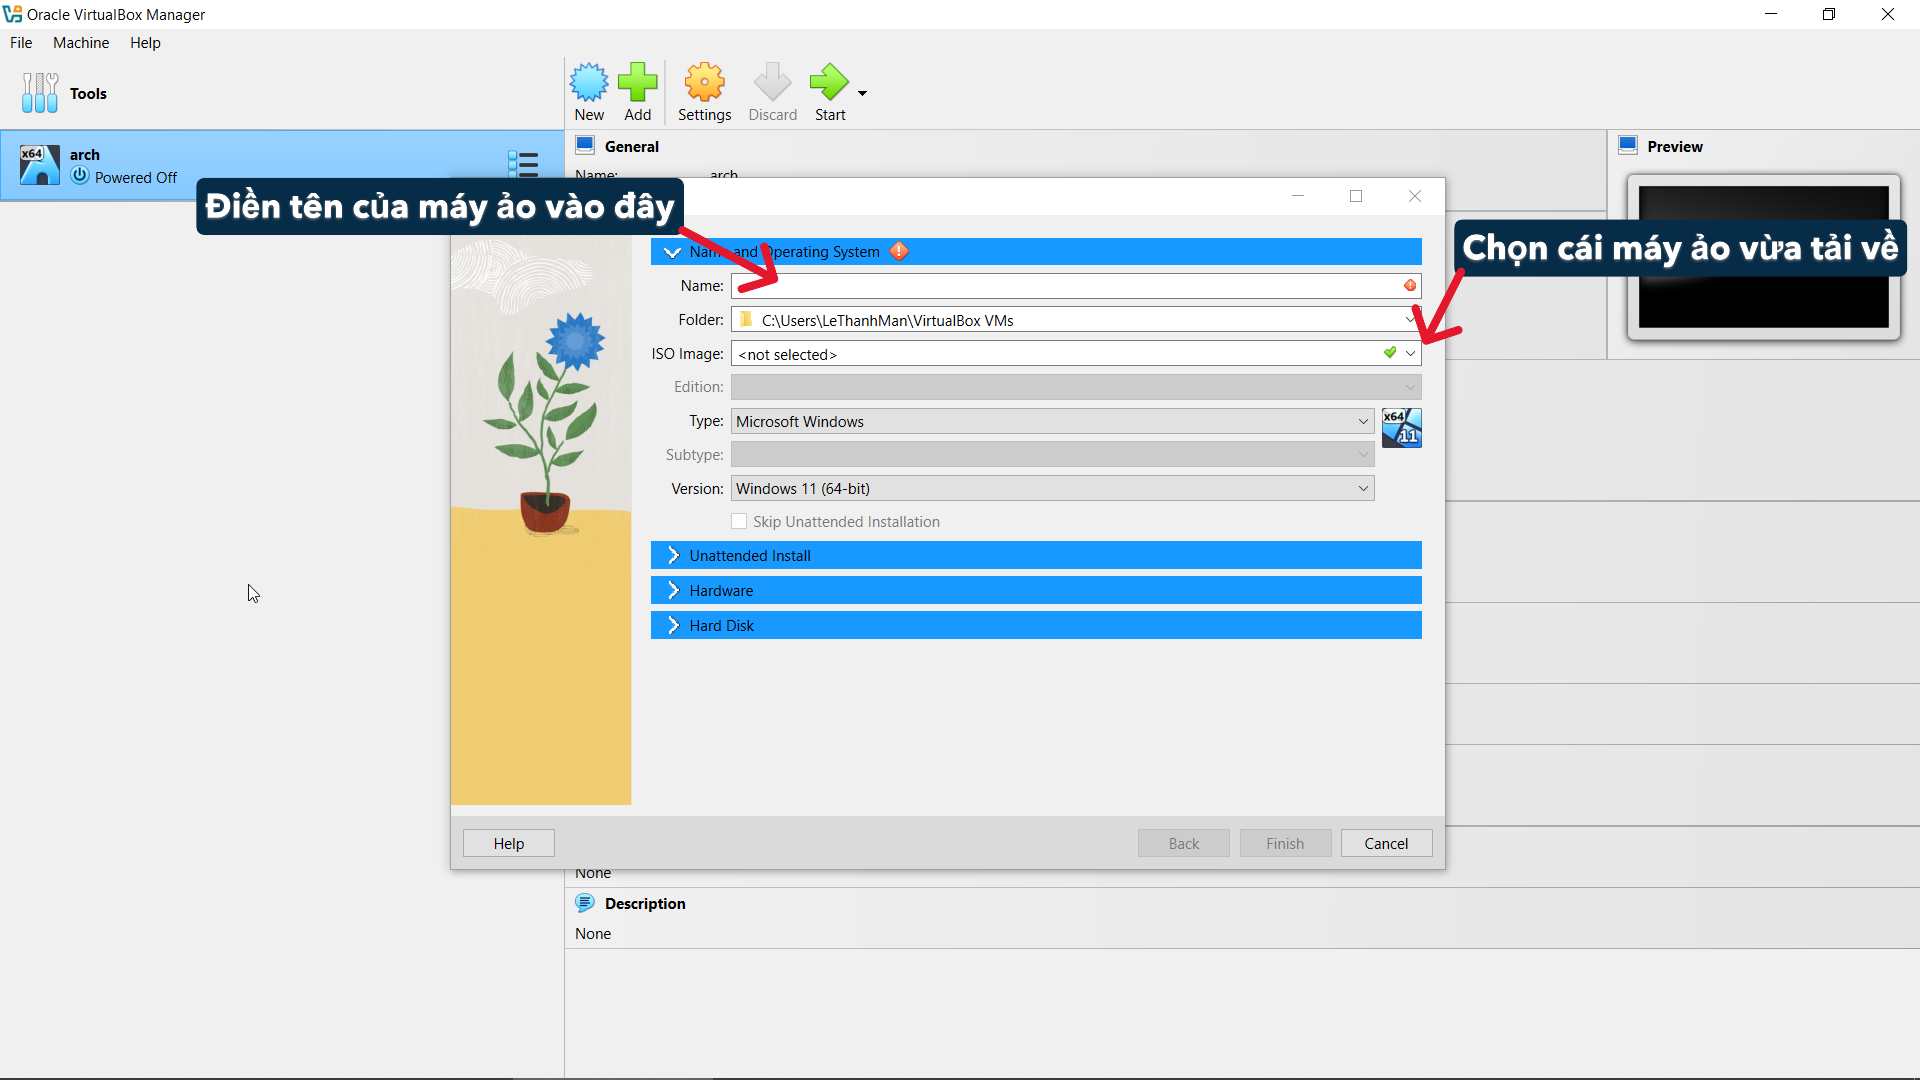 Oracle VirtualBox Manager
File Machine Help
Tools
New Add Settings Discard Start
x64
arch
Powered Off
General
Preview
Name: arch
Điền tên của máy ảo vào đây
Chọn cái máy ảo vừa tải về
Name and Operating System
Name:
Folder: C:\Users\LeThanhMan\VirtualBox VMs
ISO Image: <not selected>
Edition:
Type: Microsoft Windows
x64
11
Subtype:
Version: Windows 11 (64-bit)
Skip Unattended Installation
Unattended Install
Hardware
Hard Disk
Help Back Finish Cancel
None
Description
None